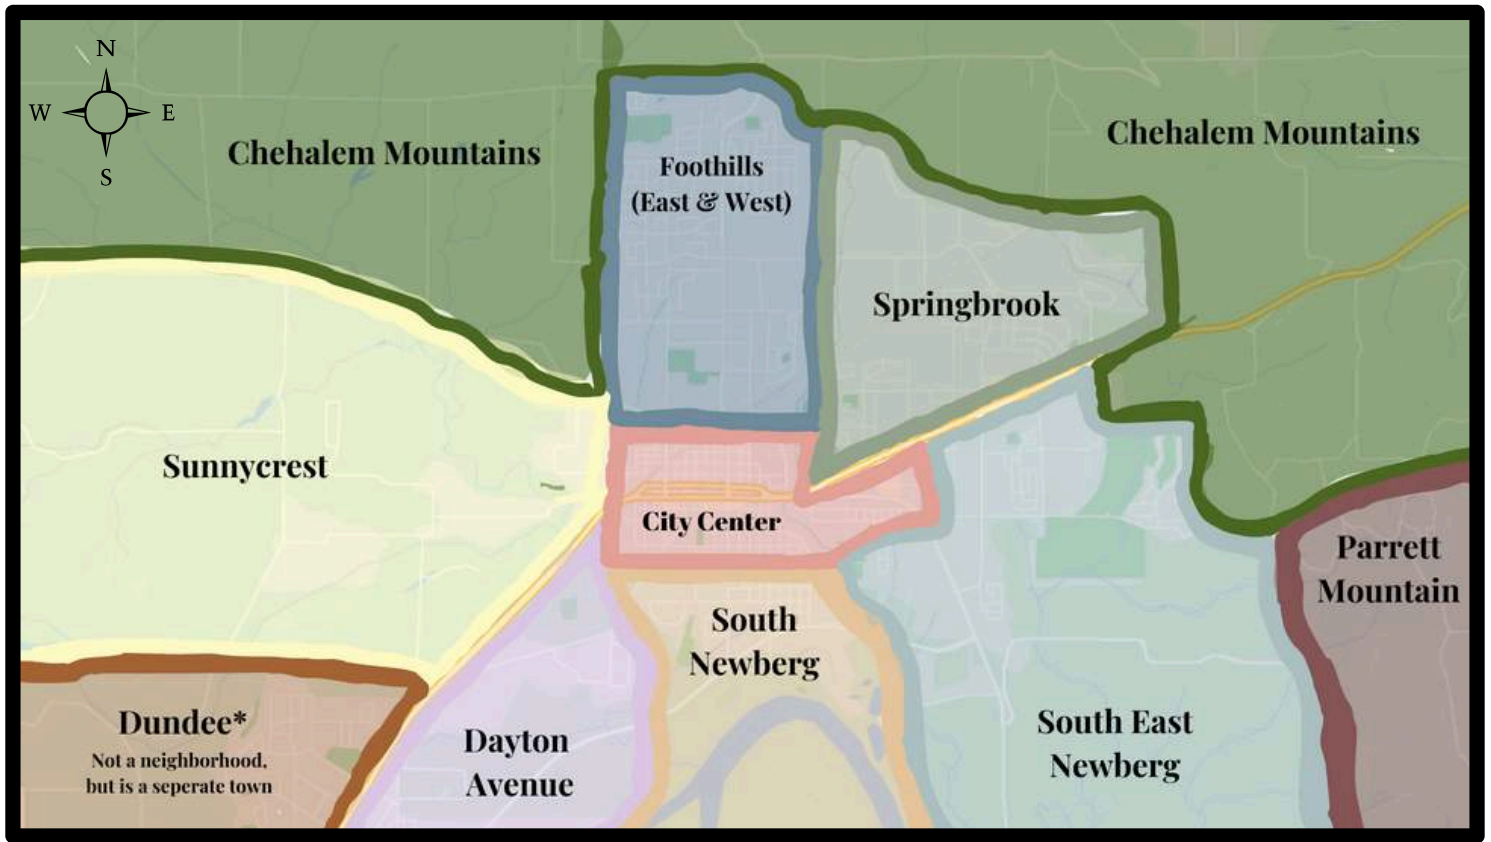 N
W E
S
Chehalem Mountains
Chehalem Mountains
Foothills
(East & West)
Springbrook
Sunnycrest
City Center
Parrett
Mountain
South
Newberg
Dundee*
Not a neighborhood,
but is a seperate town
Dayton
Avenue
South East
Newberg